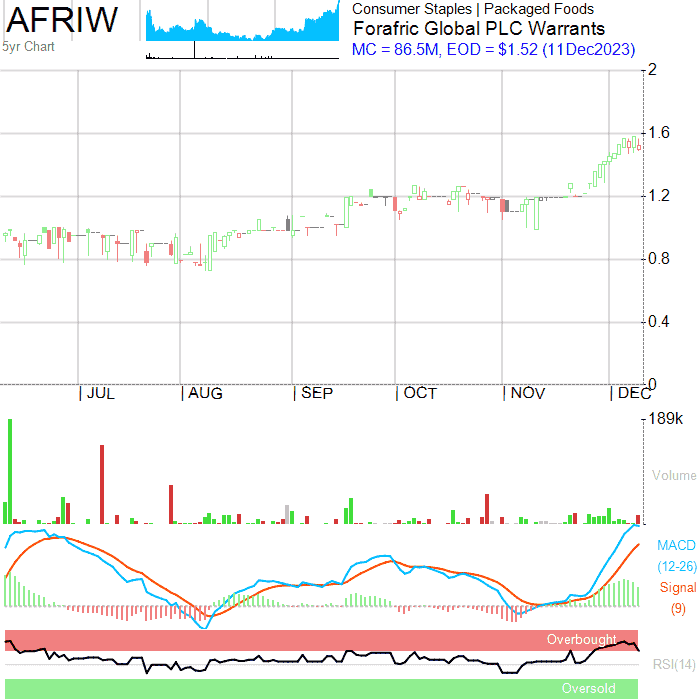 AFRIW
5yr Chart
Consumer Staples | Packaged Foods
Forafric Global PLC Warrants
MC = 86.5M, EOD = $1.52 (11Dec2023)
2
1.6
1.2
0.8
0.4
0
| JUL | AUG | SEP | OCT | NOV | DEC
189k
Volume
MACD
(12-26)
Signal
(9)
Overbought
RSI(14)
Oversold